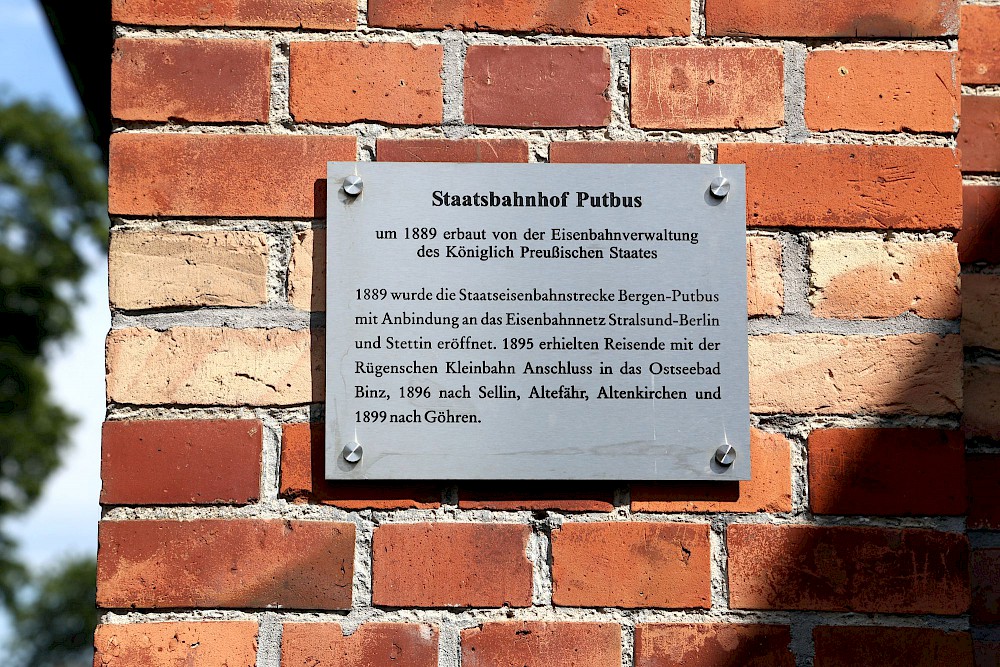 Staatsbahnhof Putbus
um 1889 erbaut von der Eisenbahnverwaltung
des Königlich Preußischen Staates
1889 wurde die Staatseisenbahnstrecke Bergen-Putbus
mit Anbindung an das Eisenbahnnetz Stralsund-Berlin
und Stettin eröffnet. 1895 erhielten Reisende mit der
Rügenschen Kleinbahn Anschluss in das Ostseebad
Binz, 1896 nach Sellin, Altefähr, Altenkirchen und
1899 nach Göhren.